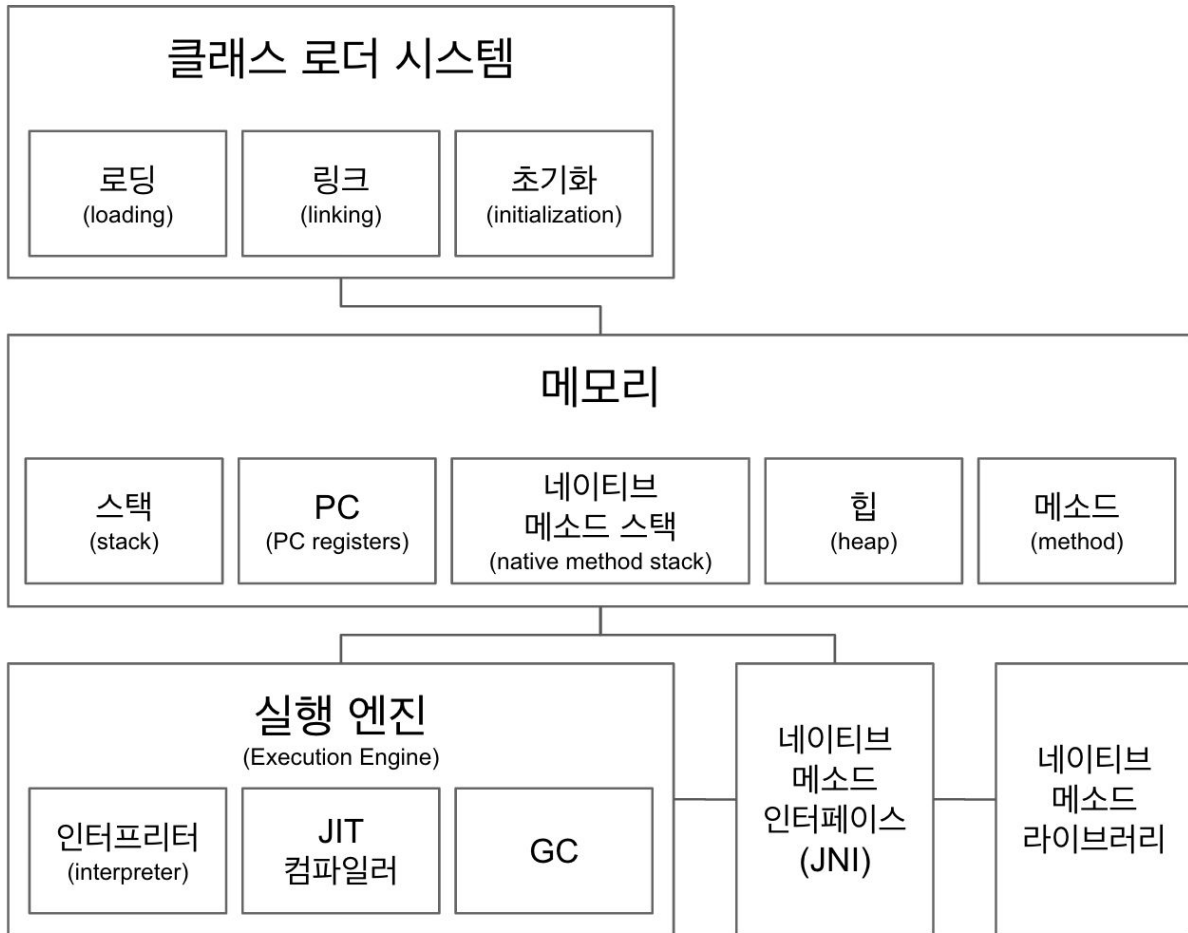 클래스 로더 시스템
로딩
(loading)
링크
(linking)
초기화
(initialization)
메모리
스택
(stack)
PC
(PC registers)
네이티브
메소드 스택
(native method stack)
힙
(heap)
메소드
(method)
실행 엔진
(Execution Engine)
인터프리터
(interpreter)
JIT
컴파일러
GC
네이티브
메소드
인터페이스
(JNI)
네이티브
메소드
라이브러리